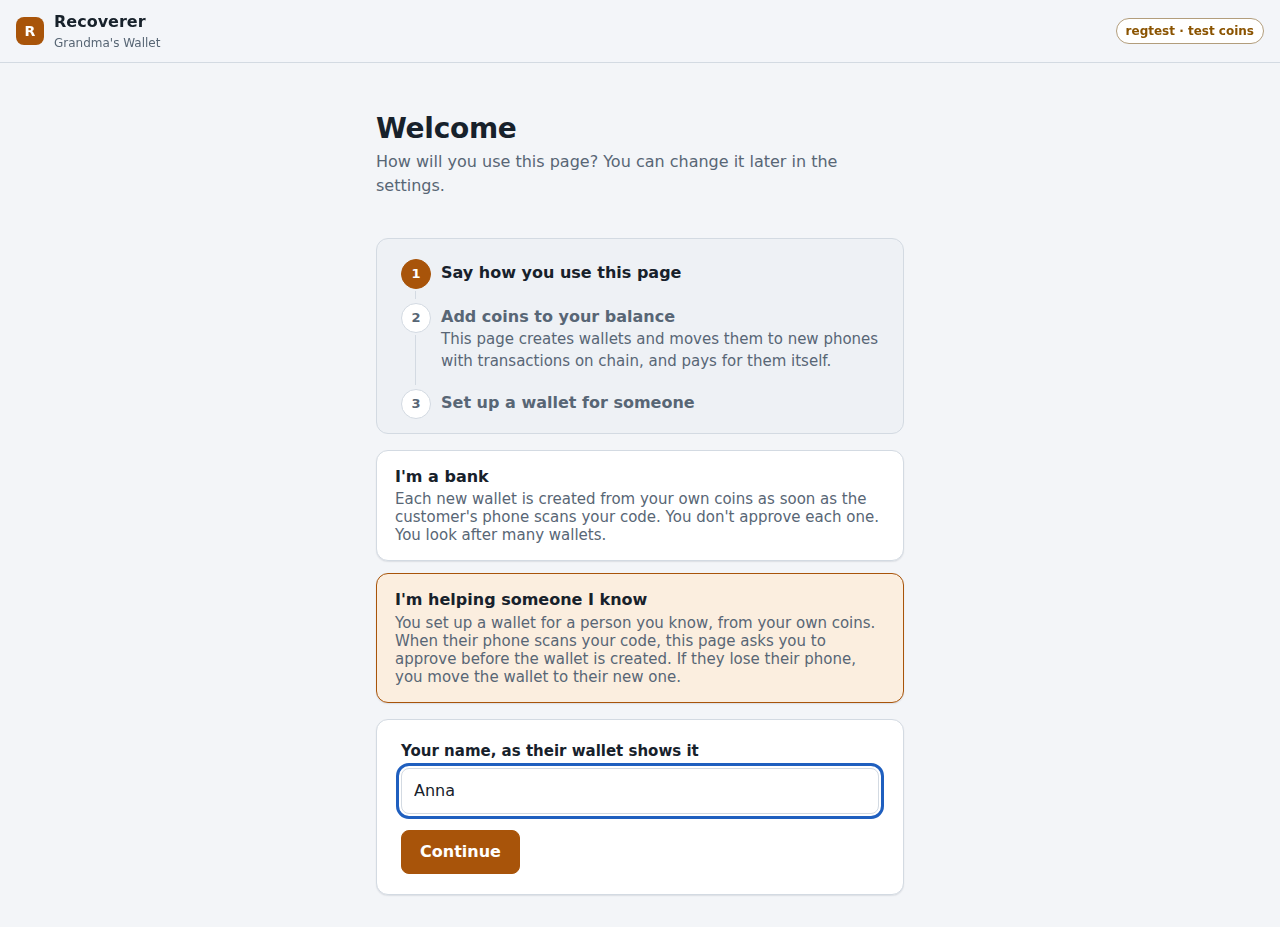 R
Recoverer
Grandma's Wallet
regtest · test coins
Welcome
How will you use this page? You can change it later in the
settings.
1
Say how you use this page
2
Add coins to your balance
This page creates wallets and moves them to new phones
with transactions on chain, and pays for them itself.
3
Set up a wallet for someone
I'm a bank
Each new wallet is created from your own coins as soon as the
customer's phone scans your code. You don't approve each one.
You look after many wallets.
I'm helping someone I know
You set up a wallet for a person you know, from your own coins.
When their phone scans your code, this page asks you to
approve before the wallet is created. If they lose their phone,
you move the wallet to their new one.
Your name, as their wallet shows it
Anna
Continue